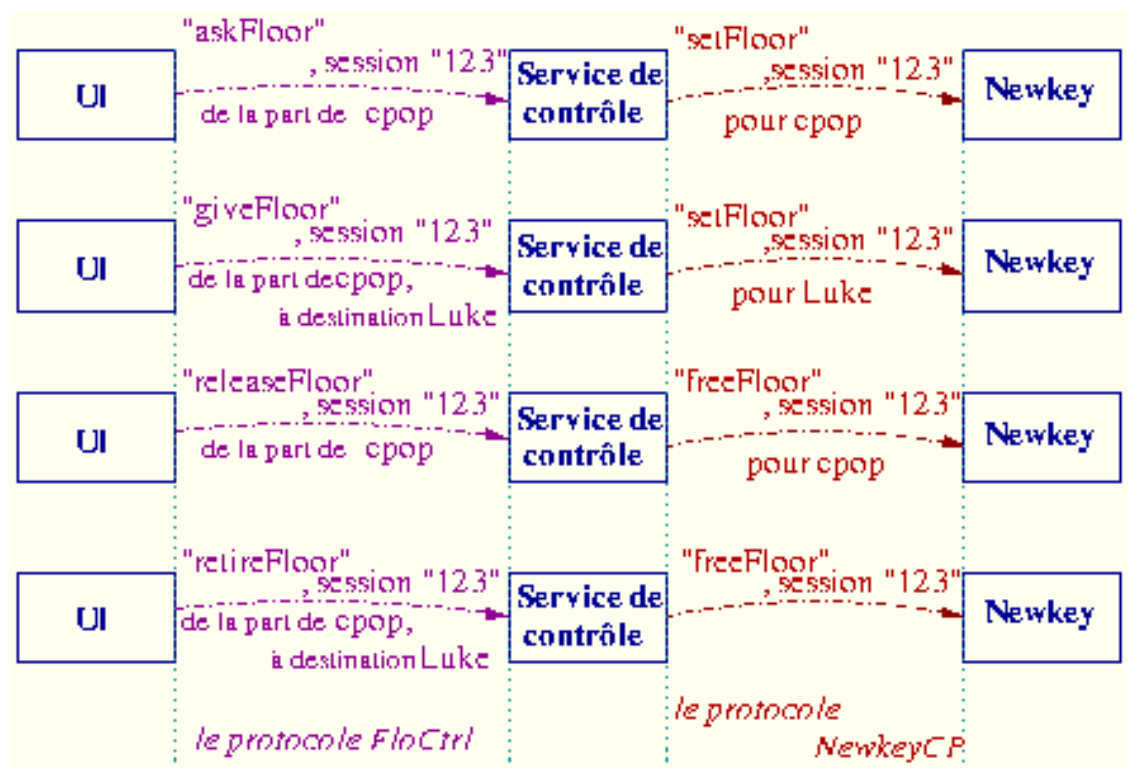 "askFloor"
, session "123"
UI
de la part de cpop
Service de
contrôle
"setFloor"
,session "123"
pour cpop
Newkey
"giveFloor"
, session "123"
UI
de la part de cpop,
à destination Luke
Service de
contrôle
"setFloor"
,session "123"
pour Luke
Newkey
"releaseFloor"
, session "123"
UI
de la part de cpop
Service de
contrôle
"freeFloor"
, session "123"
pour cpop
Newkey
"retireFloor"
, session "123"
UI
de la part de cpop,
à destination Luke
Service de
contrôle
"freeFloor"
, session "123"
Newkey
le protocole FloCtrl
le protocole
NewkeyCP